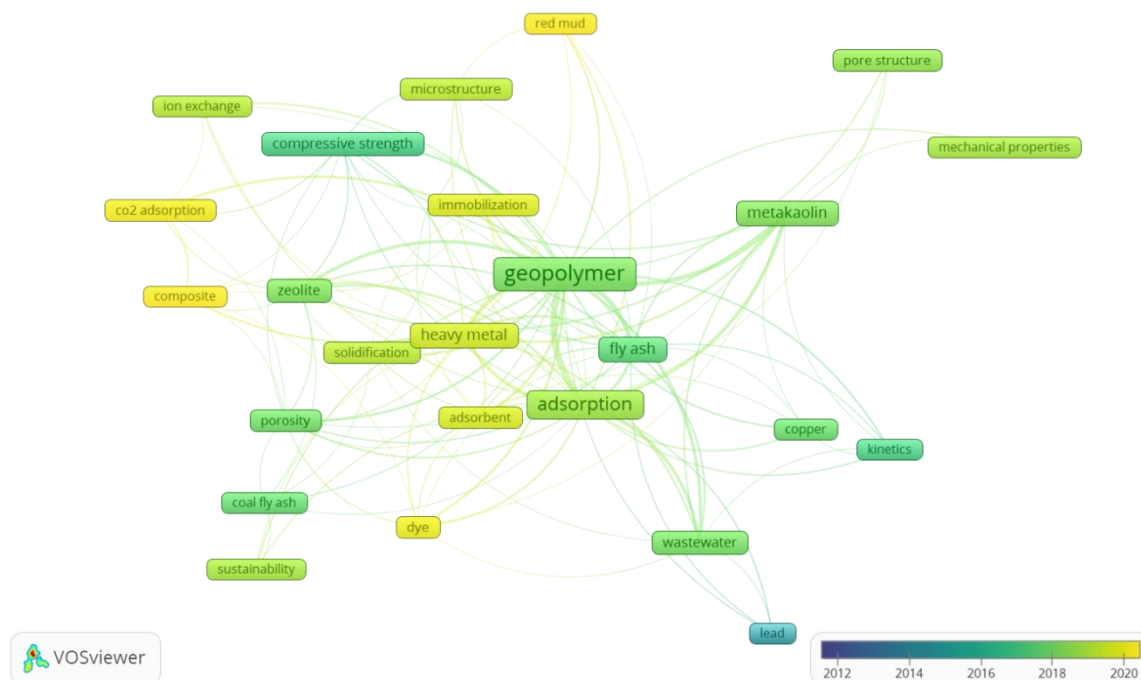 red mud
pore structure
microstructure
ion exchange
compressive strength
mechanical properties
co2 adsorption
immobilization
metakaolin
geopolymer
zeolite
composite
heavy metal
solidification
fly ash
adsorption
porosity
adsorbent
copper
kinetics
coal fly ash
dye
wastewater
sustainability
lead
VOSviewer
2012 2014 2016 2018 2020